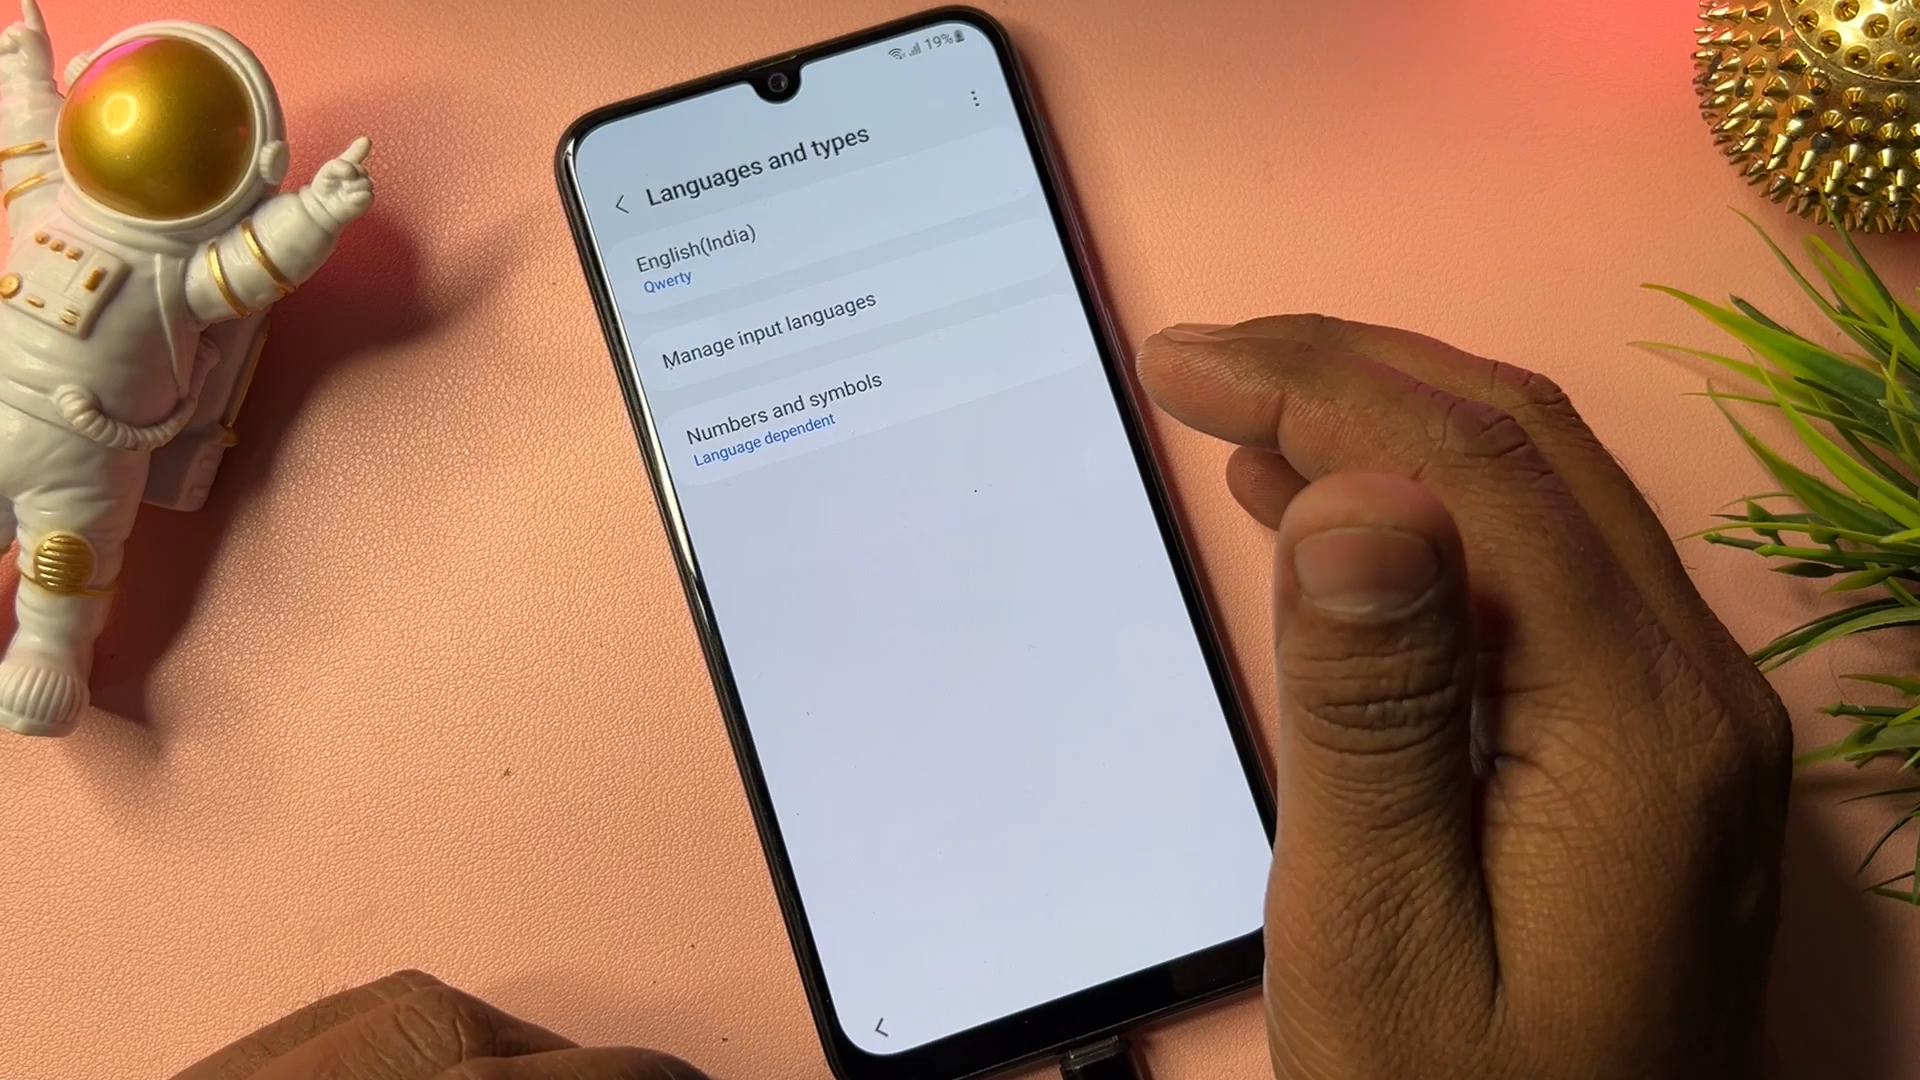 19%
Languages and types
English(India)
Qwerty
Manage input languages
Numbers and symbols
Language dependent